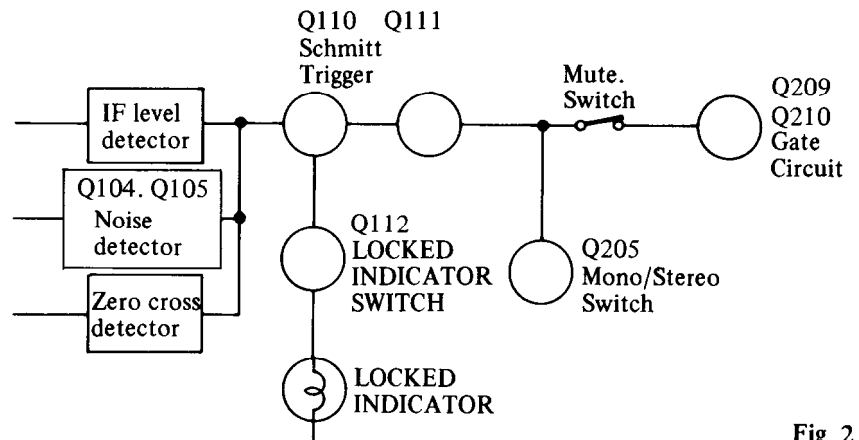 Q110 Q111
Schmitt
Trigger
Mute.
Switch
Q209
Q210
Gate
Circuit
IF level
detector
Q104. Q105
Noise
detector
Zero cross
detector
Q112
LOCKED
INDICATOR
SWITCH
Q205
Mono/Stereo
Switch
LOCKED
INDICATOR
Fig. 2